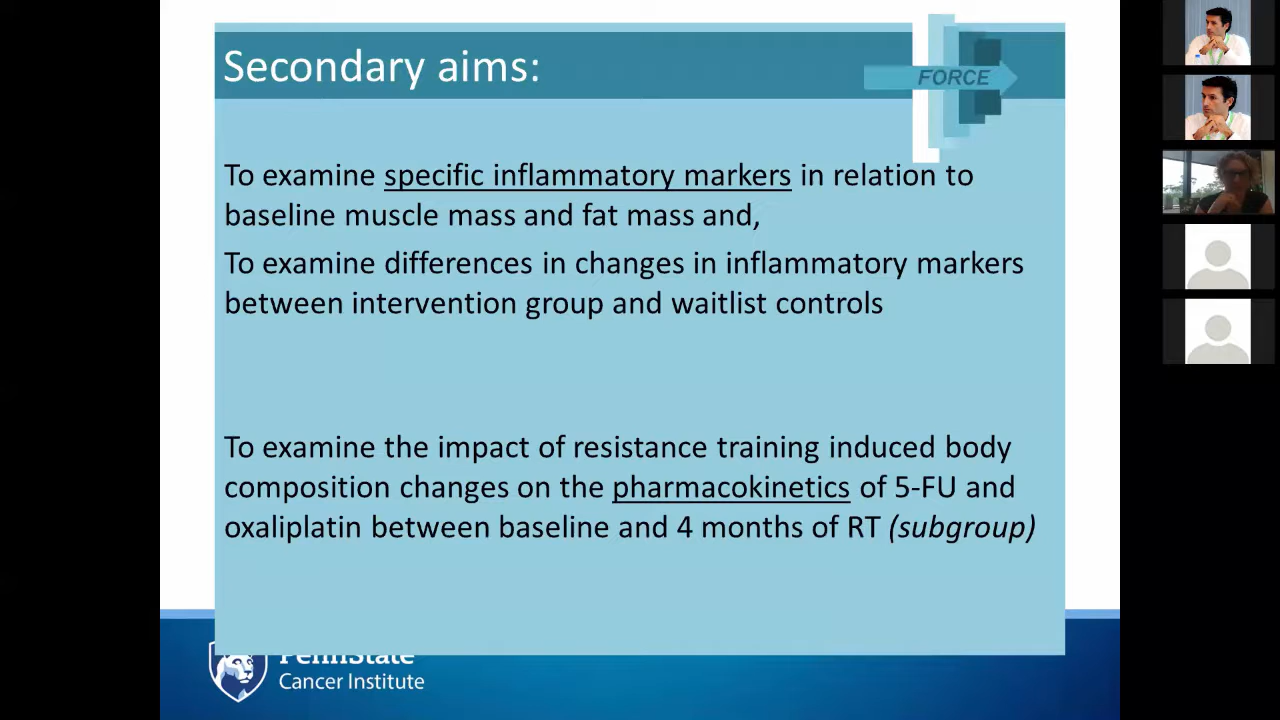 Secondary aims:
FORCE
To examine specific inflammatory markers in relation to
baseline muscle mass and fat mass and,
To examine differences in changes in inflammatory markers
between intervention group and waitlist controls
To examine the impact of resistance training induced body
composition changes on the pharmacokinetics of 5-FU and
oxaliplatin between baseline and 4 months of RT (subgroup)
PennState
Cancer Institute